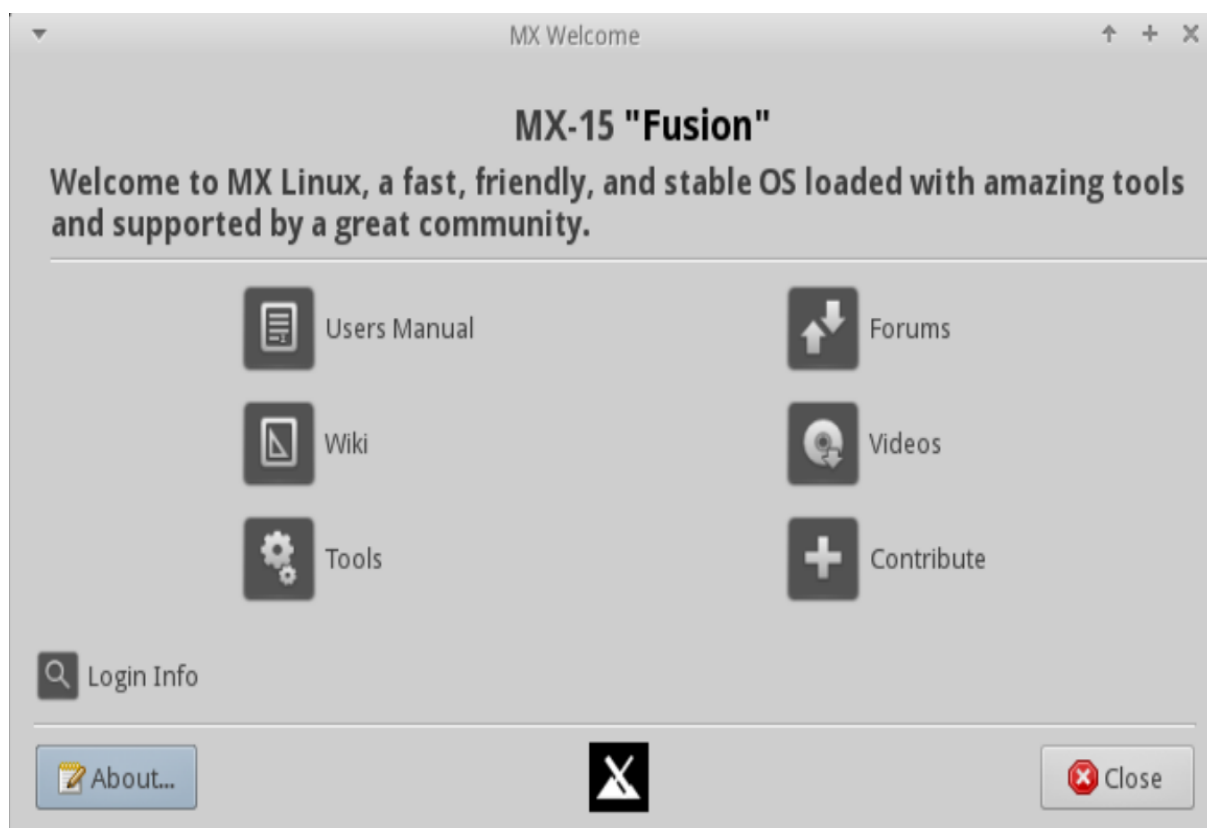 MX Welcome
MX-15 "Fusion"
Welcome to MX Linux, a fast, friendly, and stable OS loaded with amazing tools
and supported by a great community.
Users Manual
Forums
Wiki
Videos
Tools
Contribute
Login Info
About...
Close